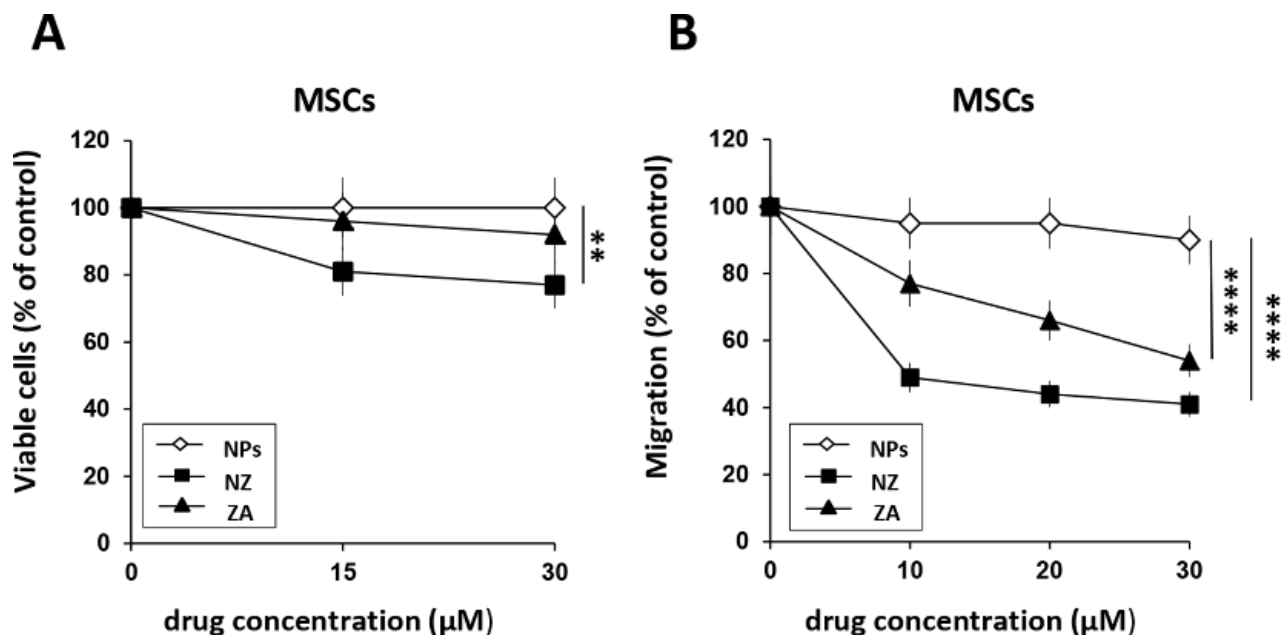 A
MSCs
Viable cells (% of control)
120
100
80
60
40
20
0
NPs
NZ
ZA
**
0 15 30
drug concentration (µM)
B
MSCs
Migration (% of control)
120
100
80
60
40
20
0
NPs
NZ
ZA
****
****
0 10 20 30
drug concentration (µM)